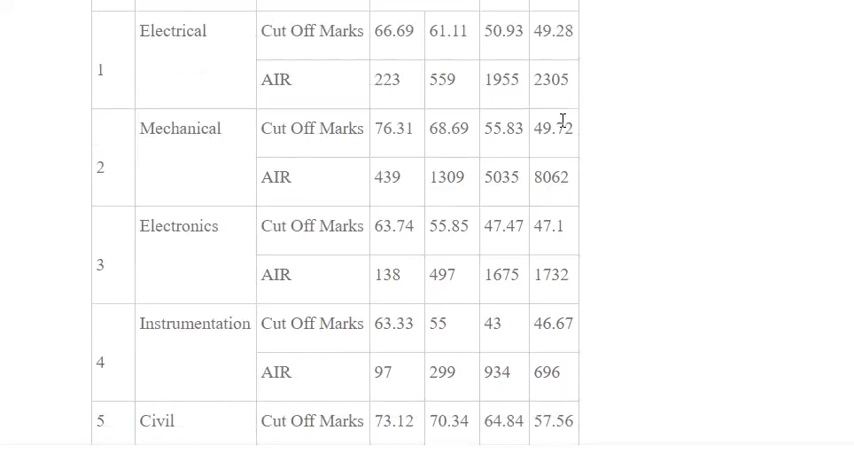 Electrical Cut Off Marks 66.69 61.11 50.93 49.28
1 AIR 223 559 1955 2305
Mechanical Cut Off Marks 76.31 68.69 55.83 49.72
2 AIR 439 1309 5035 8062
Electronics Cut Off Marks 63.74 55.85 47.47 47.1
3 AIR 138 497 1675 1732
Instrumentation Cut Off Marks 63.33 55 43 46.67
4 AIR 97 299 934 696
5 Civil Cut Off Marks 73.12 70.34 64.84 57.56